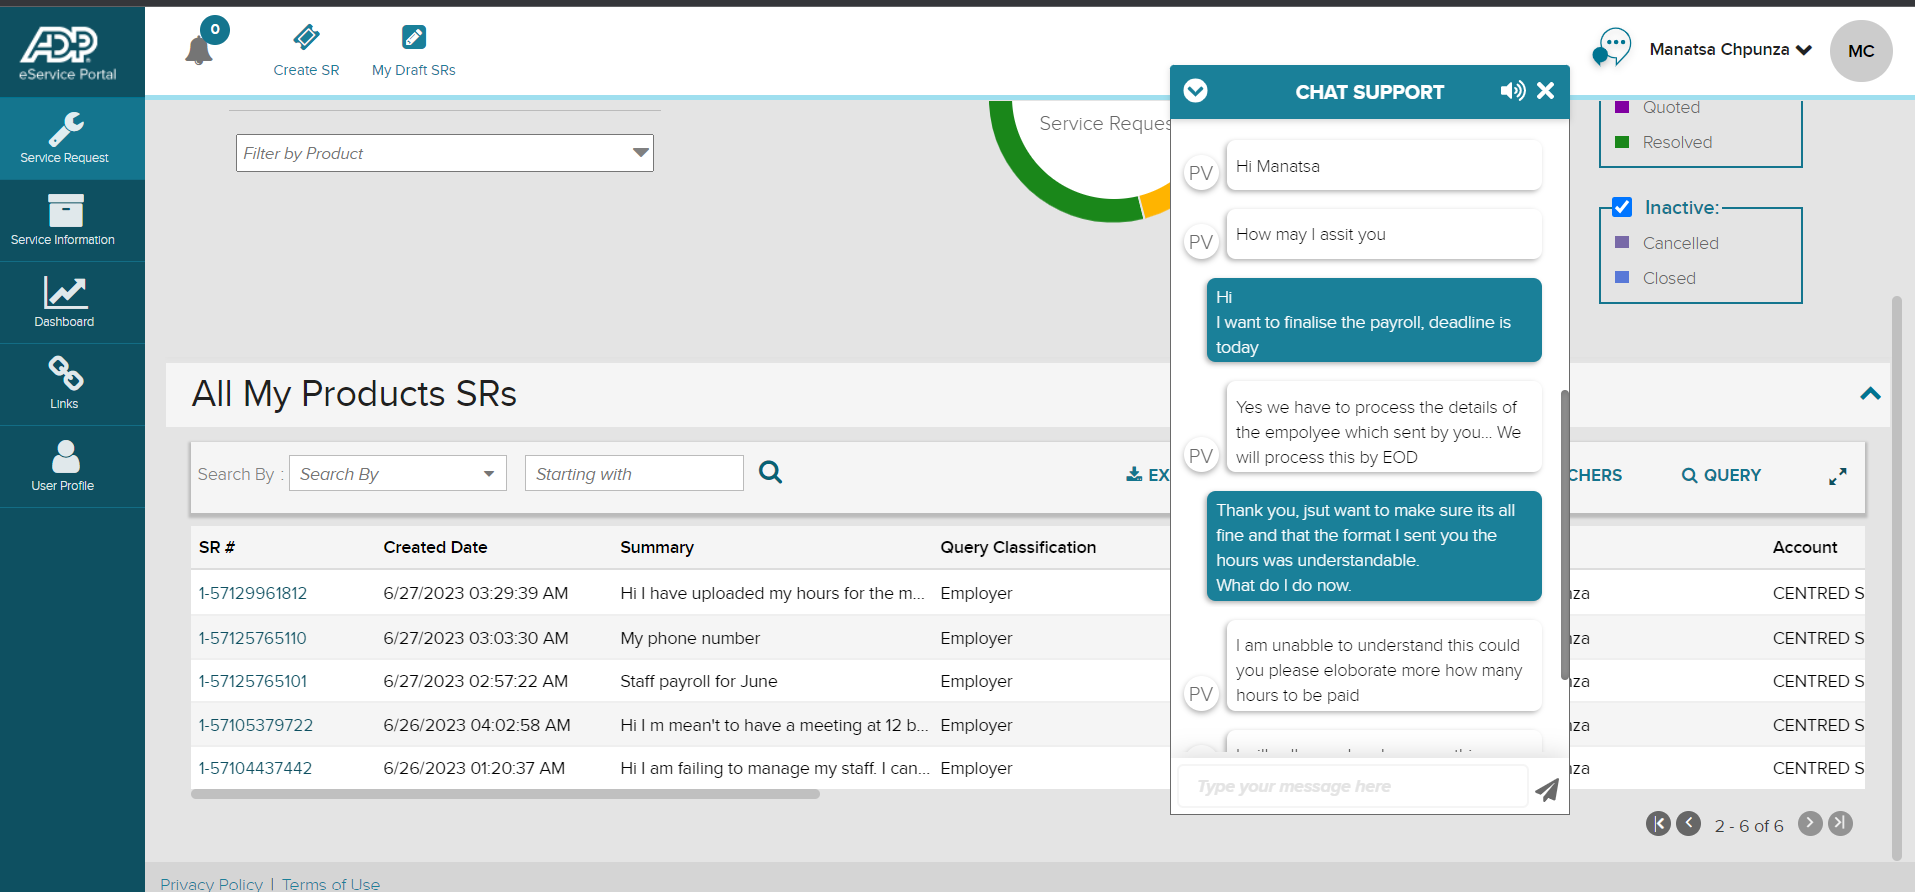 ADP
eService Portal
0
Create SR
My Draft SRs
Manatsa Chpunza
MC
Service Request
Service Information
Dashboard
Links
User Profile
Filter by Product
Service Reques
Quoted
Resolved
Inactive:
Cancelled
Closed
CHAT SUPPORT
PV
Hi Manatsa
PV
How may I assit you
Hi
I want to finalise the payroll, deadline is
today
PV
Yes we have to process the details of
the empolyee which sent by you... We
will process this by EOD
Thank you, jsut want to make sure its all
fine and that the format I sent you the
hours was understandable.
What do I do now.
PV
I am unabble to understand this could
you please eloborate more how many
hours to be paid
Type your message here
All My Products SRs
Search By :
Search By
Starting with
EX
CHERS
QUERY
SR # Created Date Summary Query Classification Account
1-57129961812 6/27/2023 03:29:39 AM Hi I have uploaded my hours for the m... Employer nza CENTRED S
1-57125765110 6/27/2023 03:03:30 AM My phone number Employer nza CENTRED S
1-57125765101 6/27/2023 02:57:22 AM Staff payroll for June Employer nza CENTRED S
1-57105379722 6/26/2023 04:02:58 AM Hi I m mean't to have a meeting at 12 b... Employer nza CENTRED S
1-57104437442 6/26/2023 01:20:37 AM Hi I am failing to manage my staff. I can... Employer nza CENTRED S
2 - 6 of 6
Privacy Policy | Terms of Use